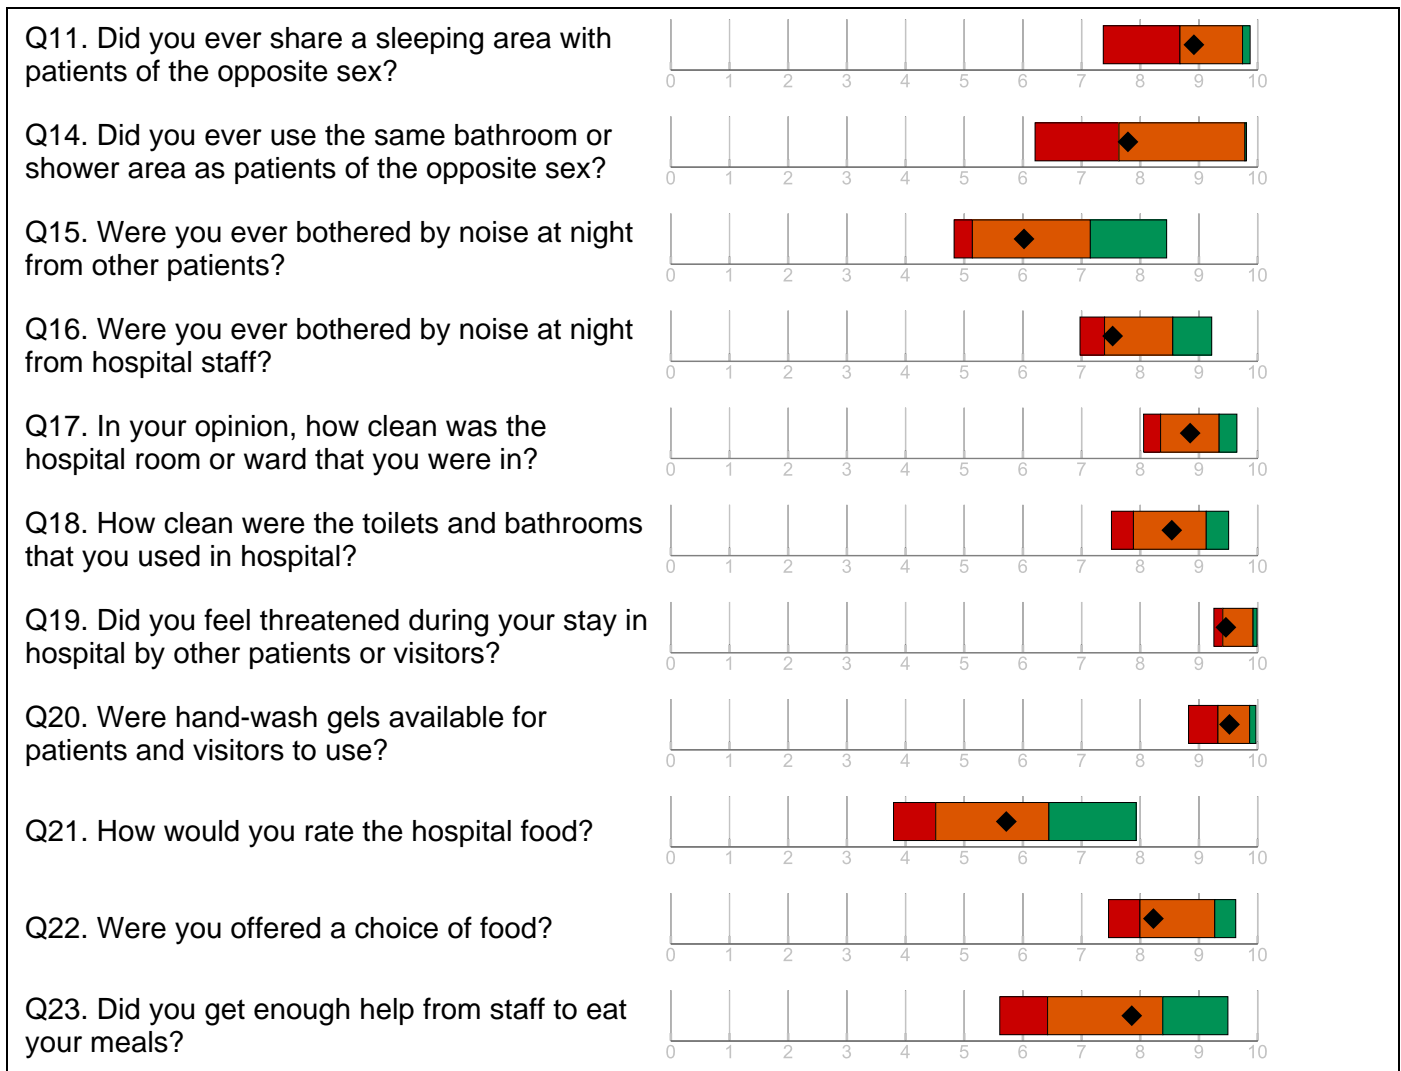 Q11. Did you ever share a sleeping area with
patients of the opposite sex?
0 1 2 3 4 5 6 7 8 9 10
Q14. Did you ever use the same bathroom or
shower area as patients of the opposite sex?
0 1 2 3 4 5 6 7 8 9 10
Q15. Were you ever bothered by noise at night
from other patients?
0 1 2 3 4 5 6 7 8 9 10
Q16. Were you ever bothered by noise at night
from hospital staff?
0 1 2 3 4 5 6 7 8 9 10
Q17. In your opinion, how clean was the
hospital room or ward that you were in?
0 1 2 3 4 5 6 7 8 9 10
Q18. How clean were the toilets and bathrooms
that you used in hospital?
0 1 2 3 4 5 6 7 8 9 10
Q19. Did you feel threatened during your stay in
hospital by other patients or visitors?
0 1 2 3 4 5 6 7 8 9 10
Q20. Were hand-wash gels available for
patients and visitors to use?
0 1 2 3 4 5 6 7 8 9 10
Q21. How would you rate the hospital food?
0 1 2 3 4 5 6 7 8 9 10
Q22. Were you offered a choice of food?
0 1 2 3 4 5 6 7 8 9 10
Q23. Did you get enough help from staff to eat
your meals?
0 1 2 3 4 5 6 7 8 9 10